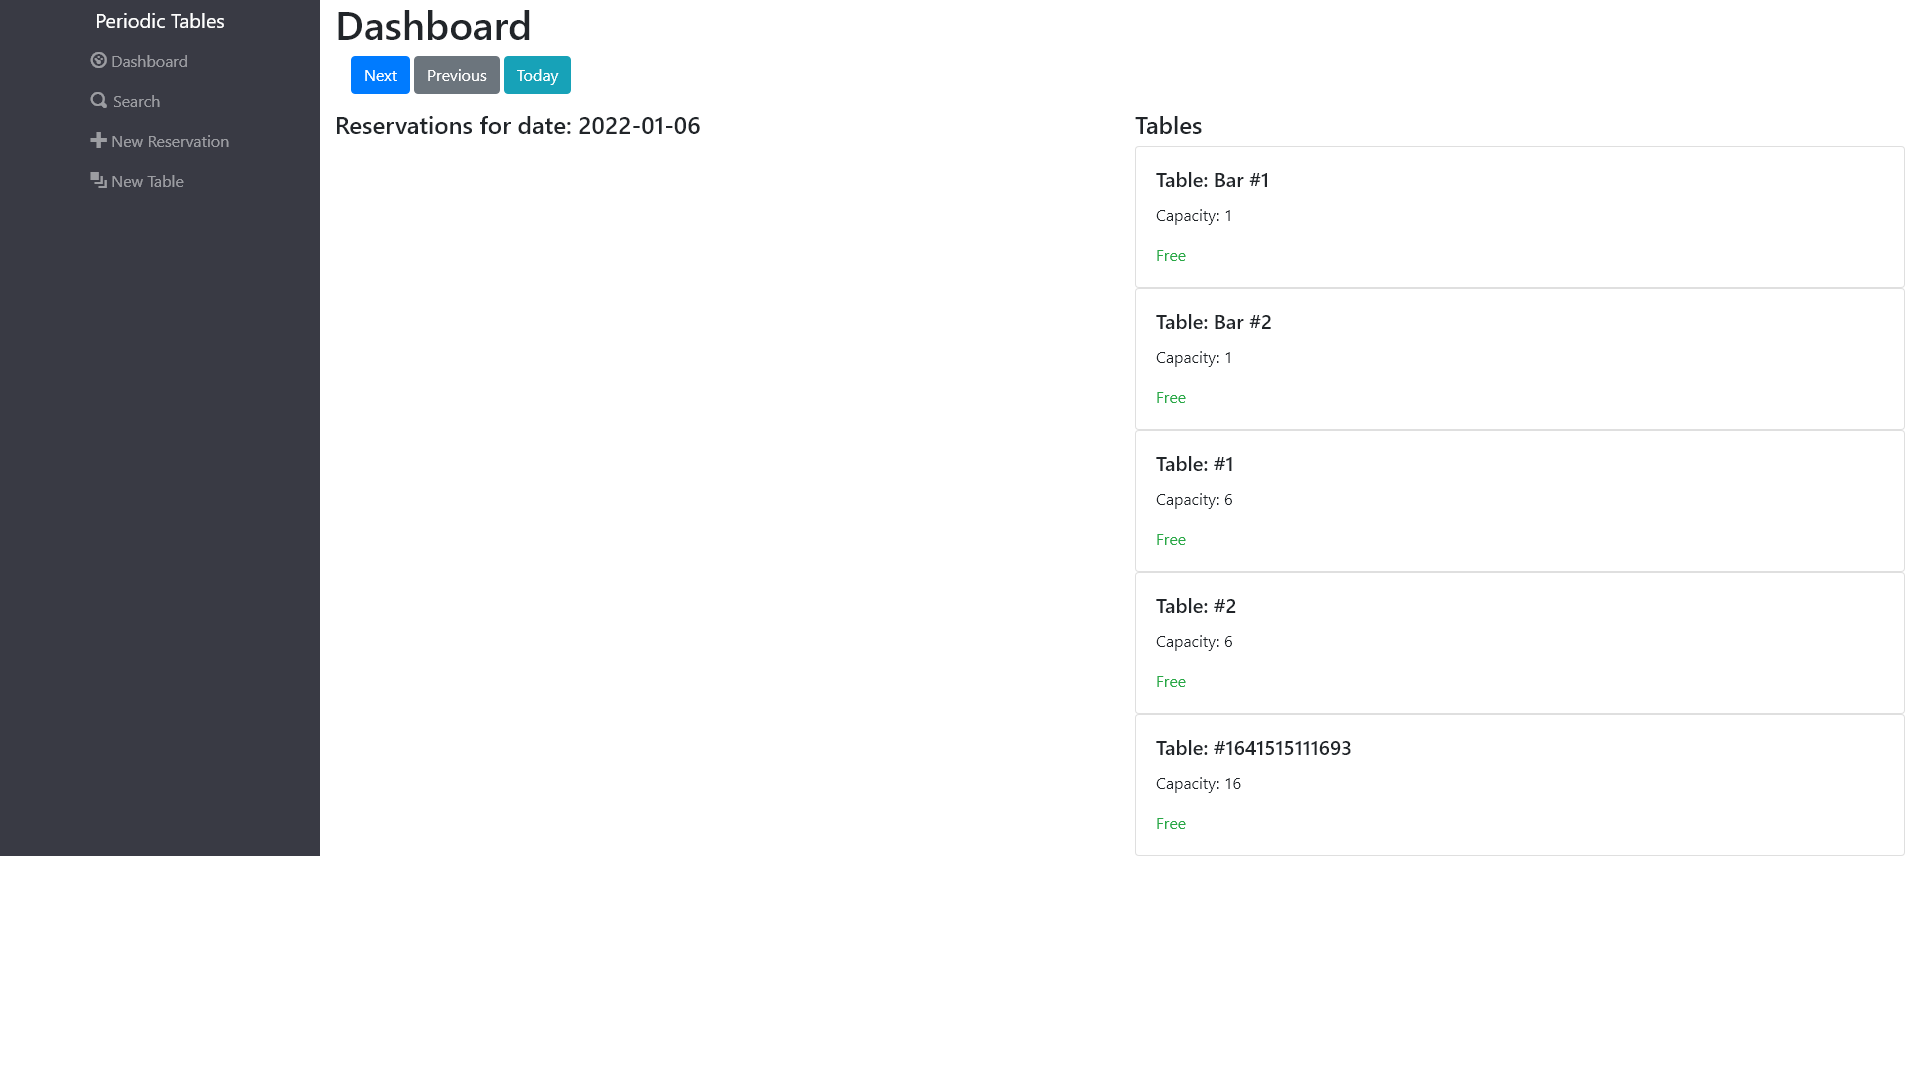 Periodic Tables
Dashboard
Search
New Reservation
New Table
Dashboard
Next Previous Today
Reservations for date: 2022-01-06
Tables
Table: Bar #1
Capacity: 1
Free
Table: Bar #2
Capacity: 1
Free
Table: #1
Capacity: 6
Free
Table: #2
Capacity: 6
Free
Table: #1641515111693
Capacity: 16
Free